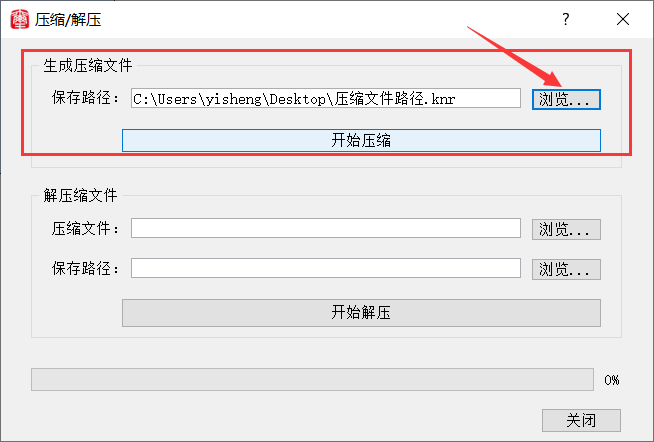 压缩/解压
?
生成压缩文件
保存路径： C:\Users\yisheng\Desktop\压缩文件路径.knr 浏览...
开始压缩
解压缩文件
压缩文件： 浏览...
保存路径： 浏览...
开始解压
0%
关闭